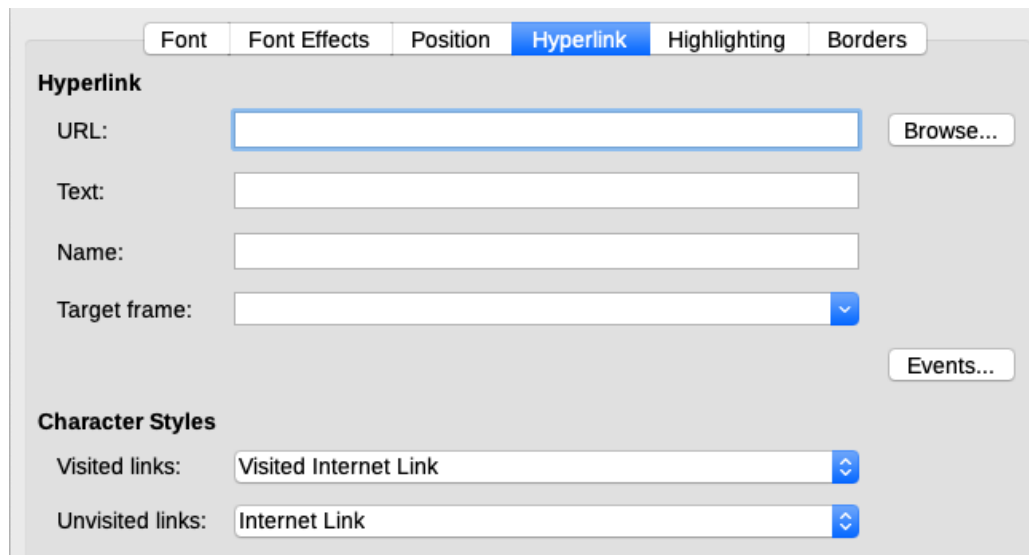 Font Font Effects Position Hyperlink Highlighting Borders
Hyperlink
URL: Browse...
Text:
Name:
Target frame:
Events...
Character Styles
Visited links: Visited Internet Link
Unvisited links: Internet Link